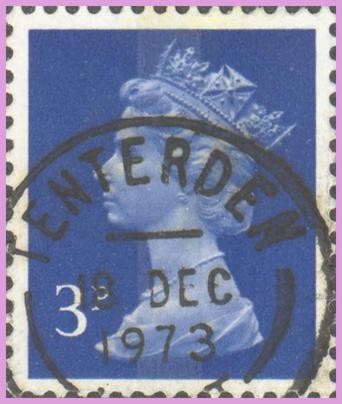 TENTERDEN
18 DEC
1973
3P